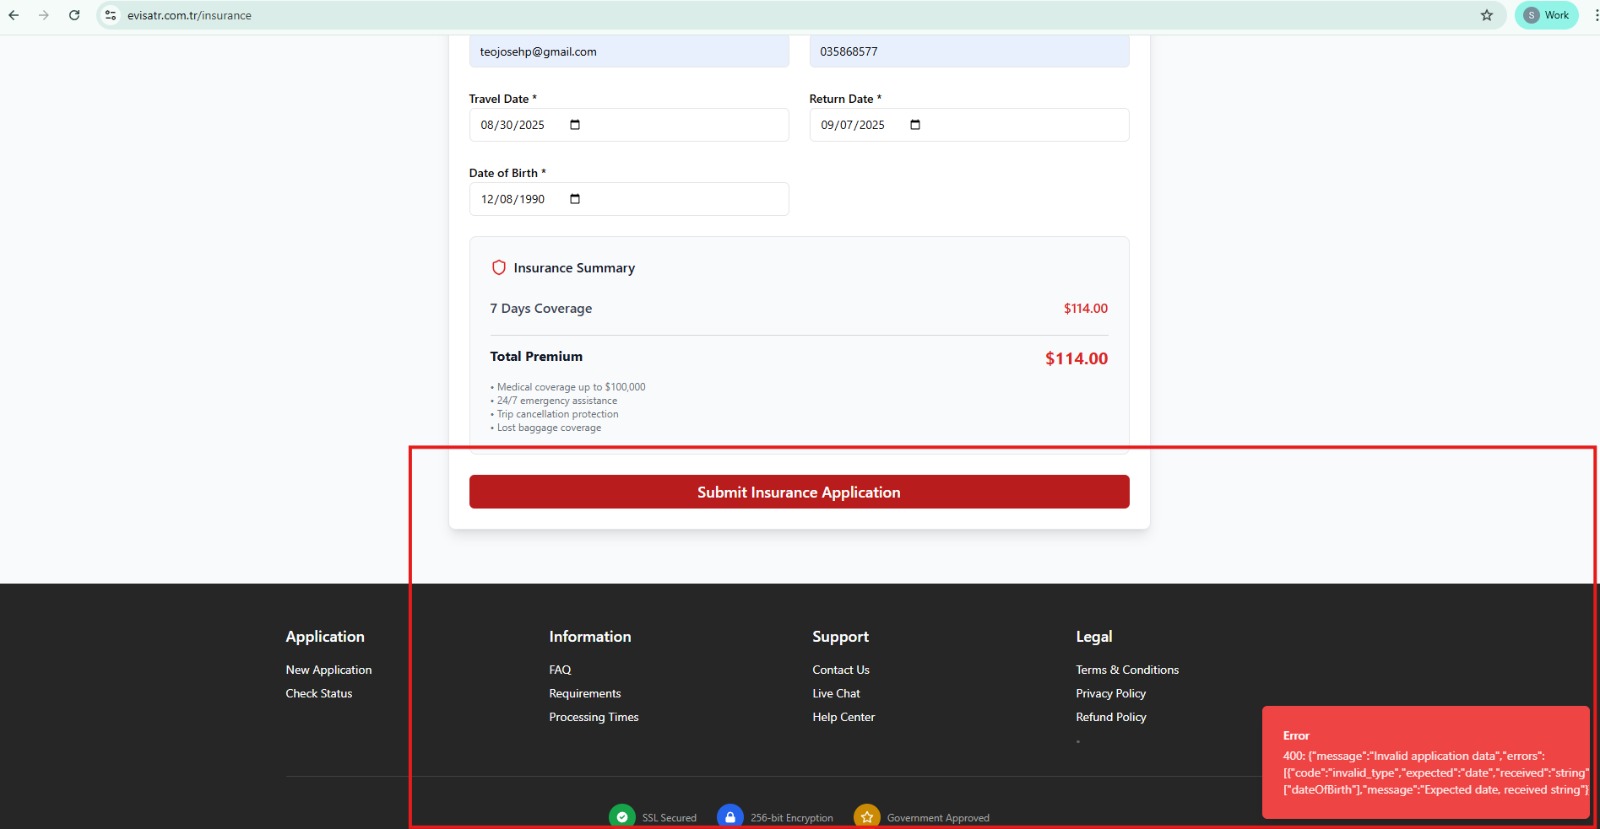 evisatr.com.tr/insurance
S Work
teojosehp@gmail.com 035868577
Travel Date * Return Date *
08/30/2025 09/07/2025
Date of Birth *
12/08/1990
Insurance Summary
7 Days Coverage $114.00
Total Premium $114.00
• Medical coverage up to $100,000
• 24/7 emergency assistance
• Trip cancellation protection
• Lost baggage coverage
Submit Insurance Application
Application Information Support Legal
New Application FAQ Contact Us Terms & Conditions
Check Status Requirements Live Chat Privacy Policy
Processing Times Help Center Refund Policy
-
Error
400: {"message":"Invalid application data","errors":
[{"code":"invalid_type","expected":"date","received":"string"
["dateOfBirth"],"message":"Expected date, received string"}
SSL Secured 256-bit Encryption Government Approved